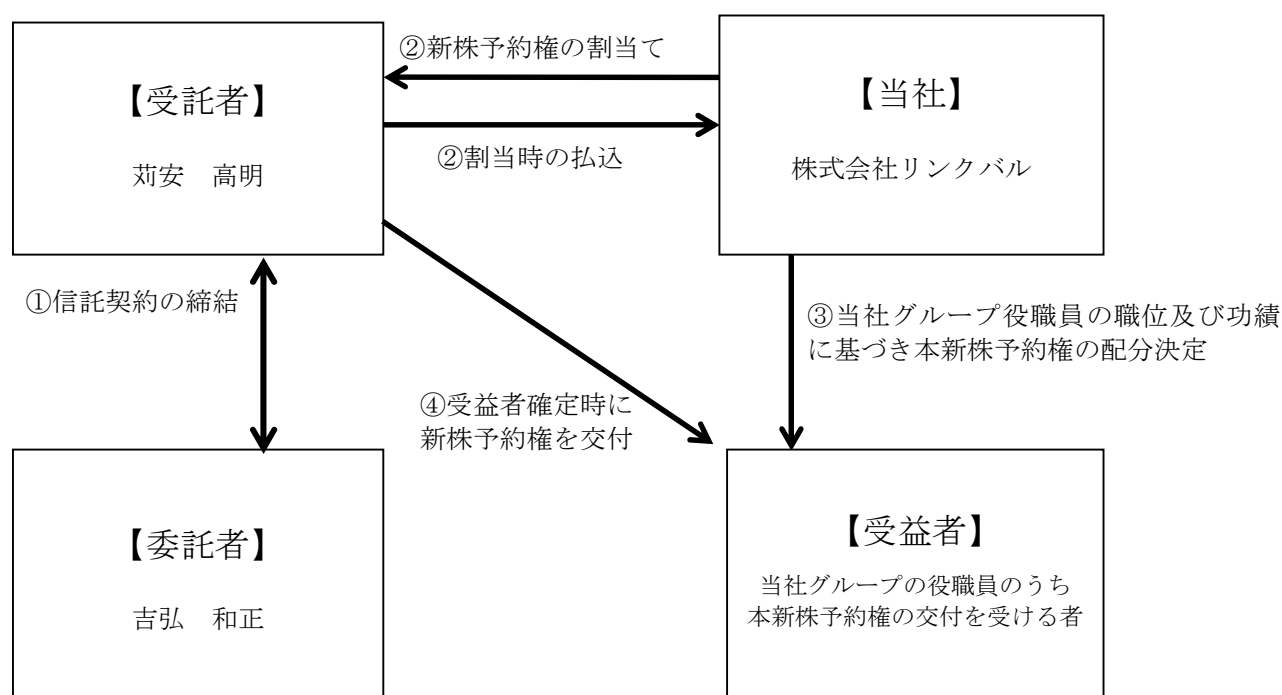 ②新株予約権の割当て
【受託者】
苅安　高明
【当社】
株式会社リンクバル
②割当時の払込
①信託契約の締結
③当社グループ役職員の職位及び功績
に基づき本新株予約権の配分決定
④受益者確定時に
新株予約権を交付
【委託者】
吉弘　和正
【受益者】
当社グループの役職員のうち
本新株予約権の交付を受ける者